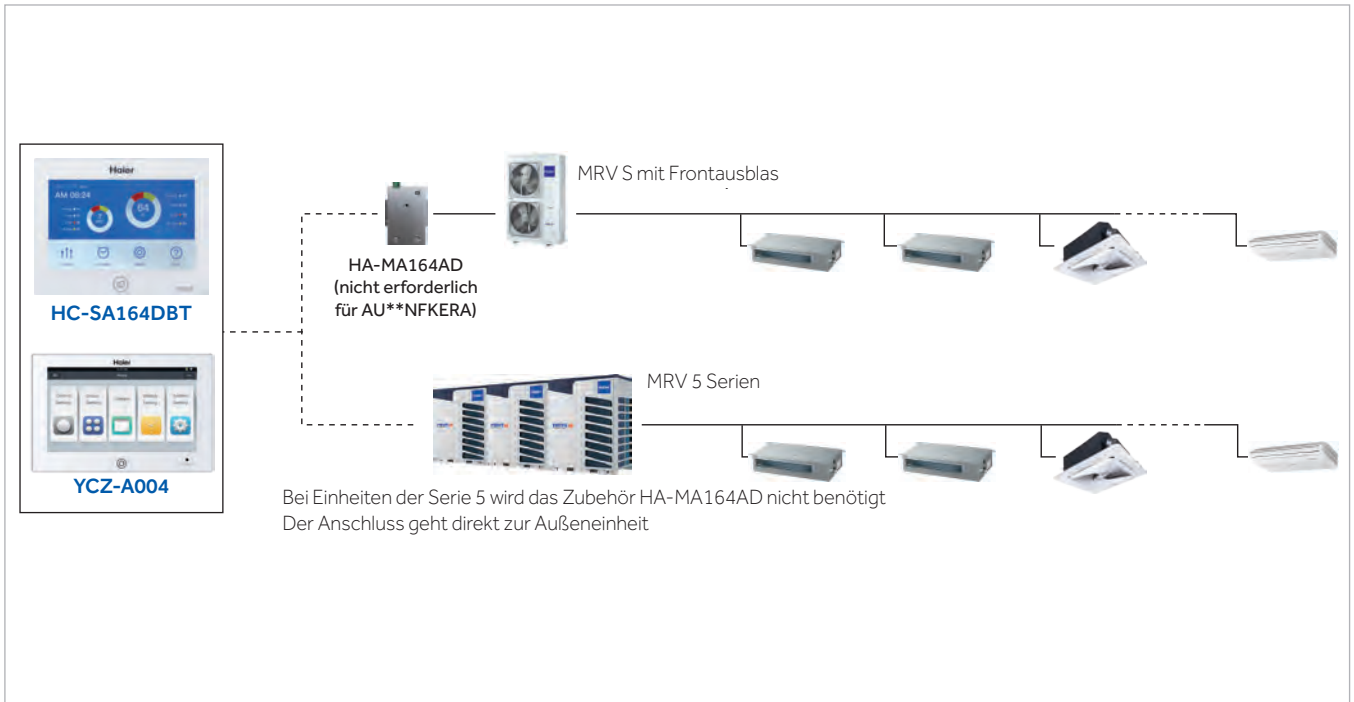 Haier
AM 06:24
64
HC-SA164DBT
Haier
YCZ-A004
HA-MA164AD
(nicht erforderlich
für AU**NFKERA)
MRV S mit Frontausblas
MRV 5 Serien
Bei Einheiten der Serie 5 wird das Zubehör HA-MA164AD nicht benötigt
Der Anschluss geht direkt zur Außeneinheit